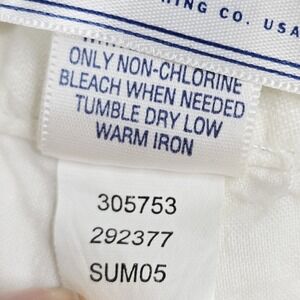 HING CO. USA
ONLY NON-CHLORINE
BLEACH WHEN NEEDED
TUMBLE DRY LOW
WARM IRON
305753
292377
SUM05